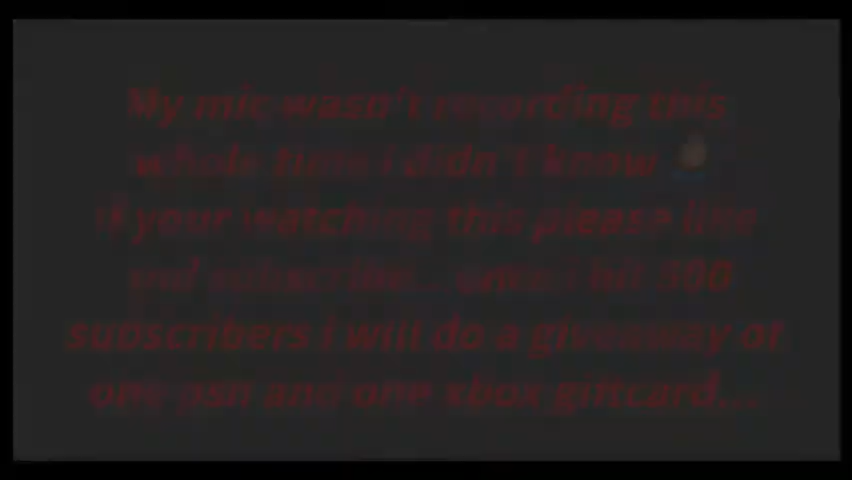 My mic wasn't recording this
whole time i didn't know
If your watching this please like
and subscribe... once i hit 500
subscribers i will do a giveaway of
one psn and one xbox giftcard...